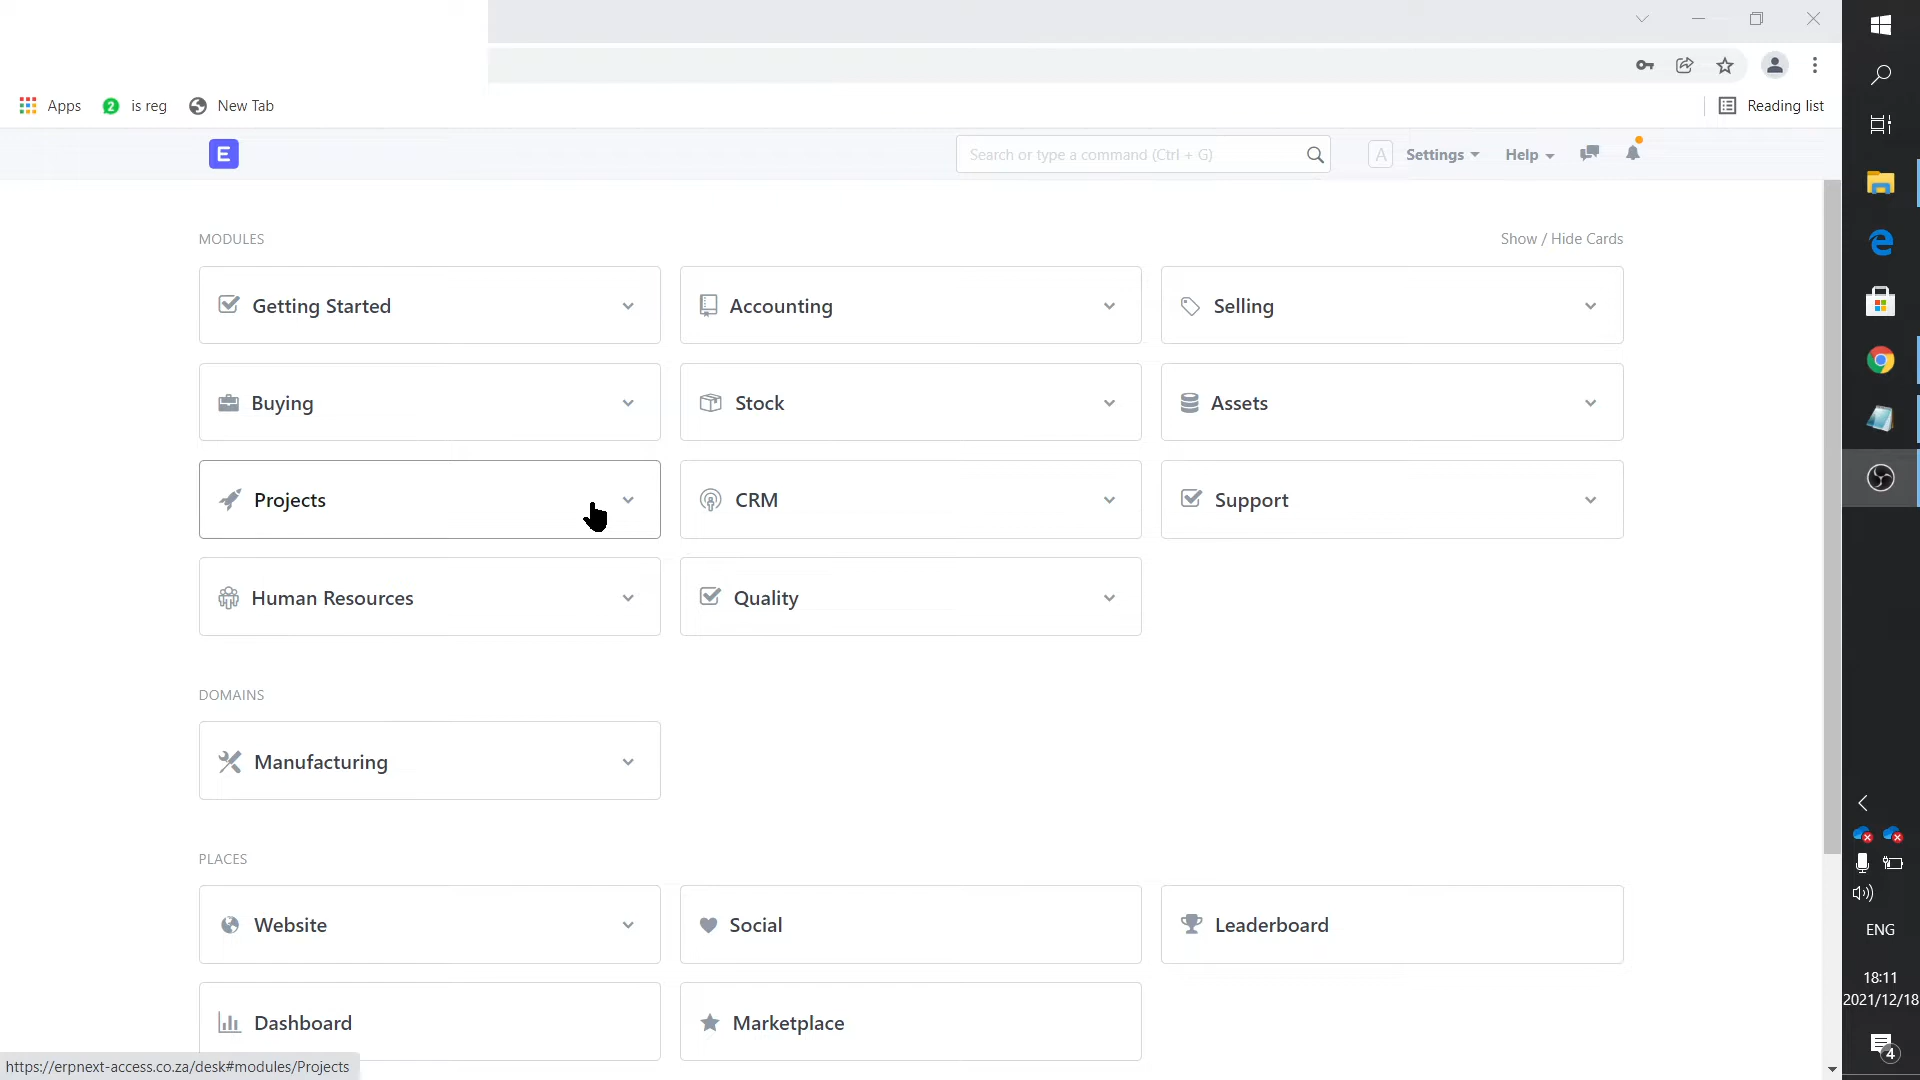 Apps
2
is reg
New Tab
Reading list
E
Search or type a command (Ctrl + G)
A
Settings
Help
MODULES
Show / Hide Cards
Getting Started
Accounting
Selling
Buying
Stock
Assets
Projects
CRM
Support
Human Resources
Quality
DOMAINS
Manufacturing
PLACES
Website
Social
Leaderboard
Dashboard
Marketplace
https://erpnext-access.co.za/desk#modules/Projects
ENG
18:11
2021/12/18
4